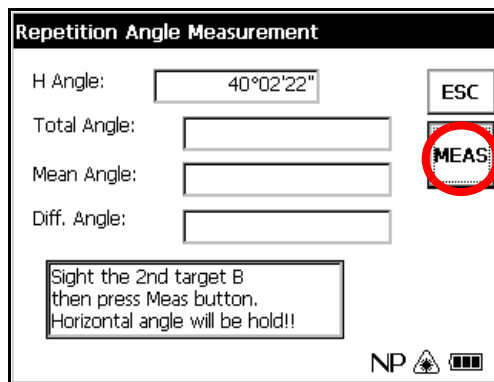 Repetition Angle Measurement
H Angle: 40°02'22"
ESC
Total Angle:
MEAS
Mean Angle:
Diff. Angle:
Sight the 2nd target B
then press Meas button.
Horizontal angle will be hold!!
NP